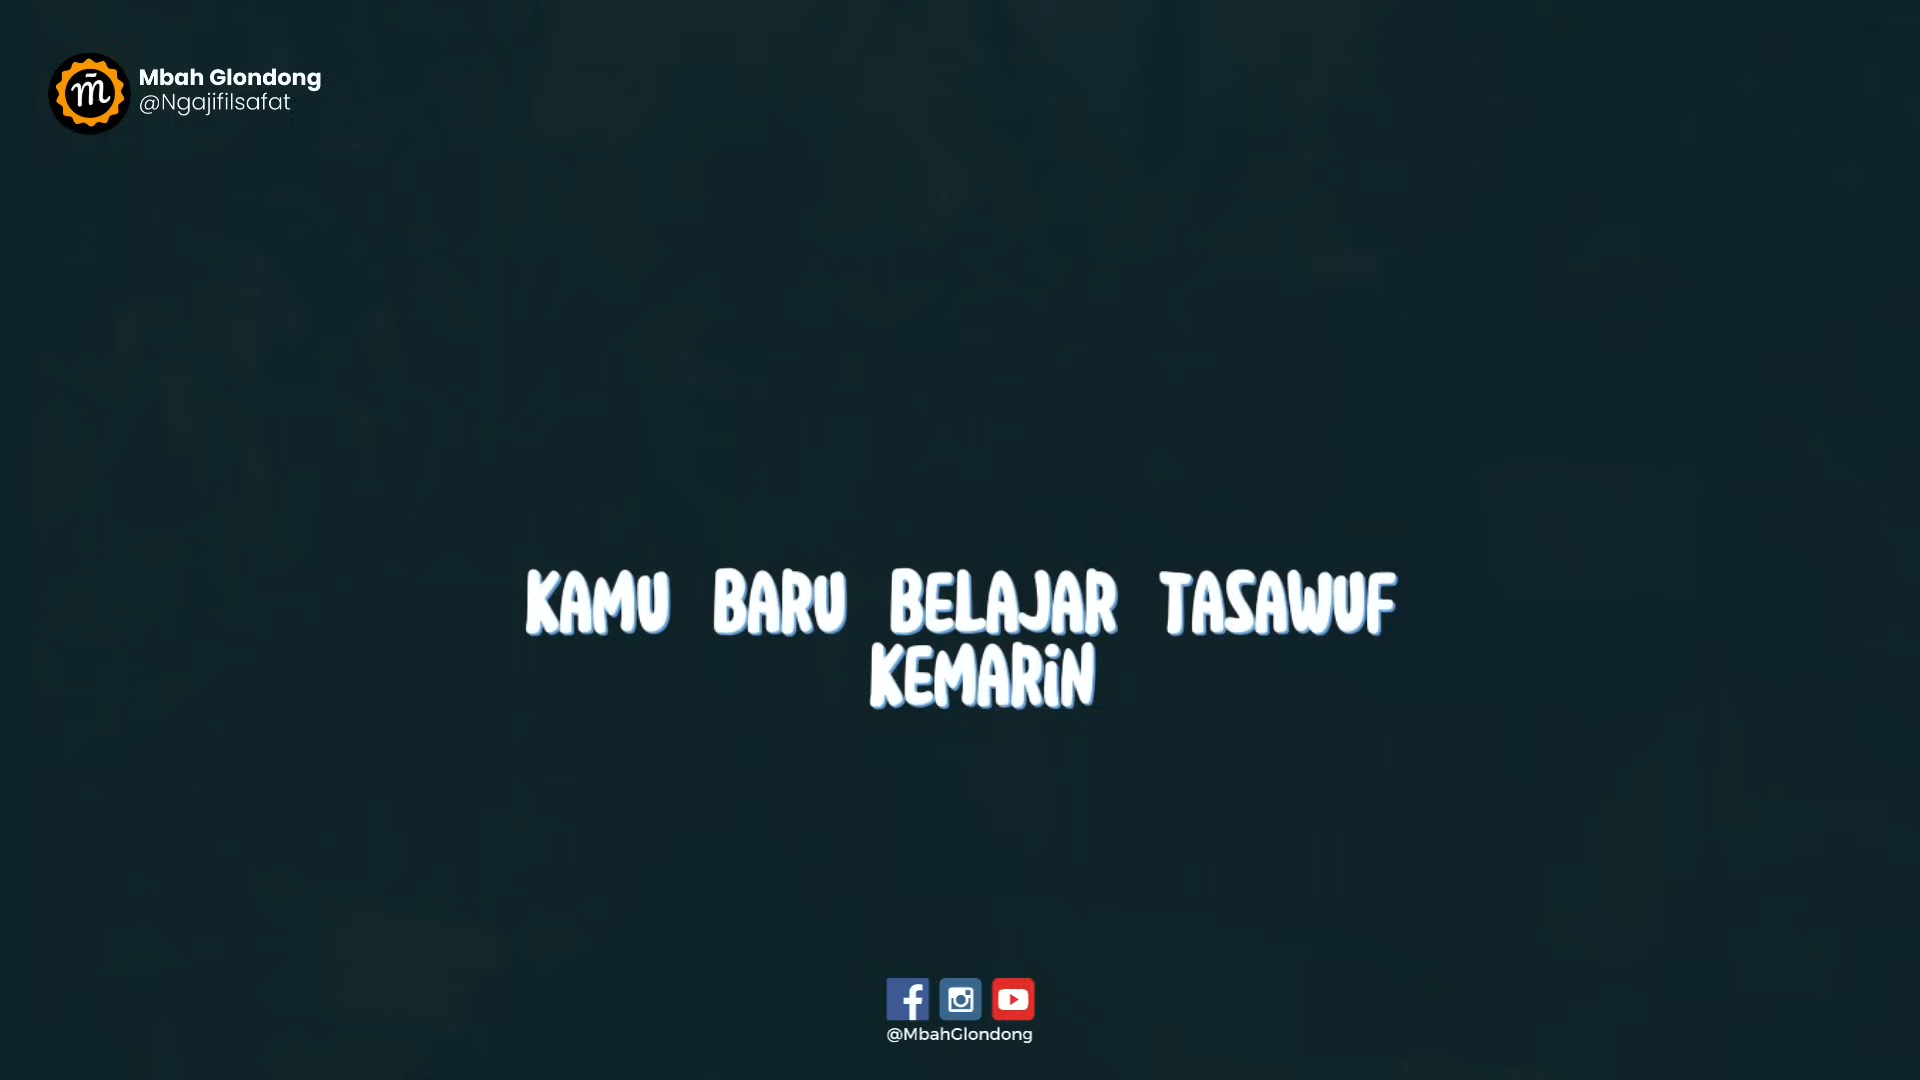 Mbah Glondong
@Ngajifilsafat
KAMU BARU BELAJAR TASAWUF
KEMARiN
@MbahGlondong